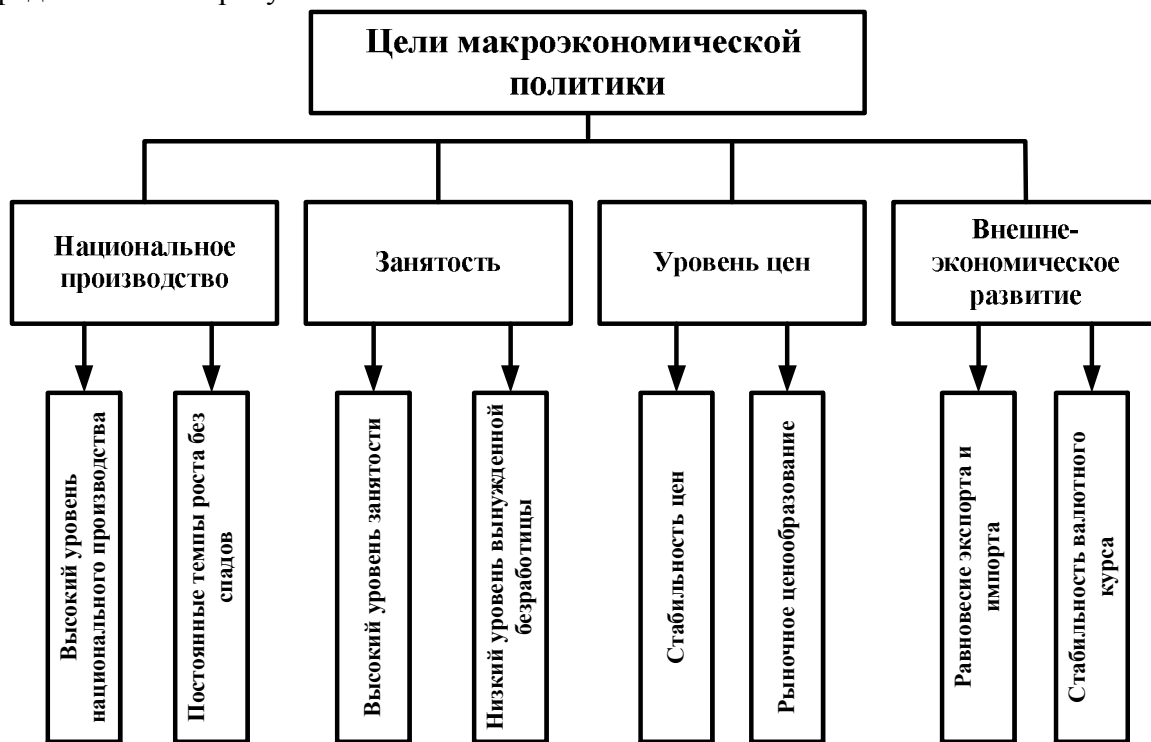 Цели макроэкономической
политики
Национальное
производство
Занятость
Уровень цен
Внешне-
экономическое
развитие
Высокий уровень
национального производства
Постоянные темпы роста без
спадов
Высокий уровень занятости
Низкий уровень вынужденной
безработицы
Стабильность цен
Рыночное ценообразование
Равновесие экспорта и
импорта
Стабильность валютного
курса